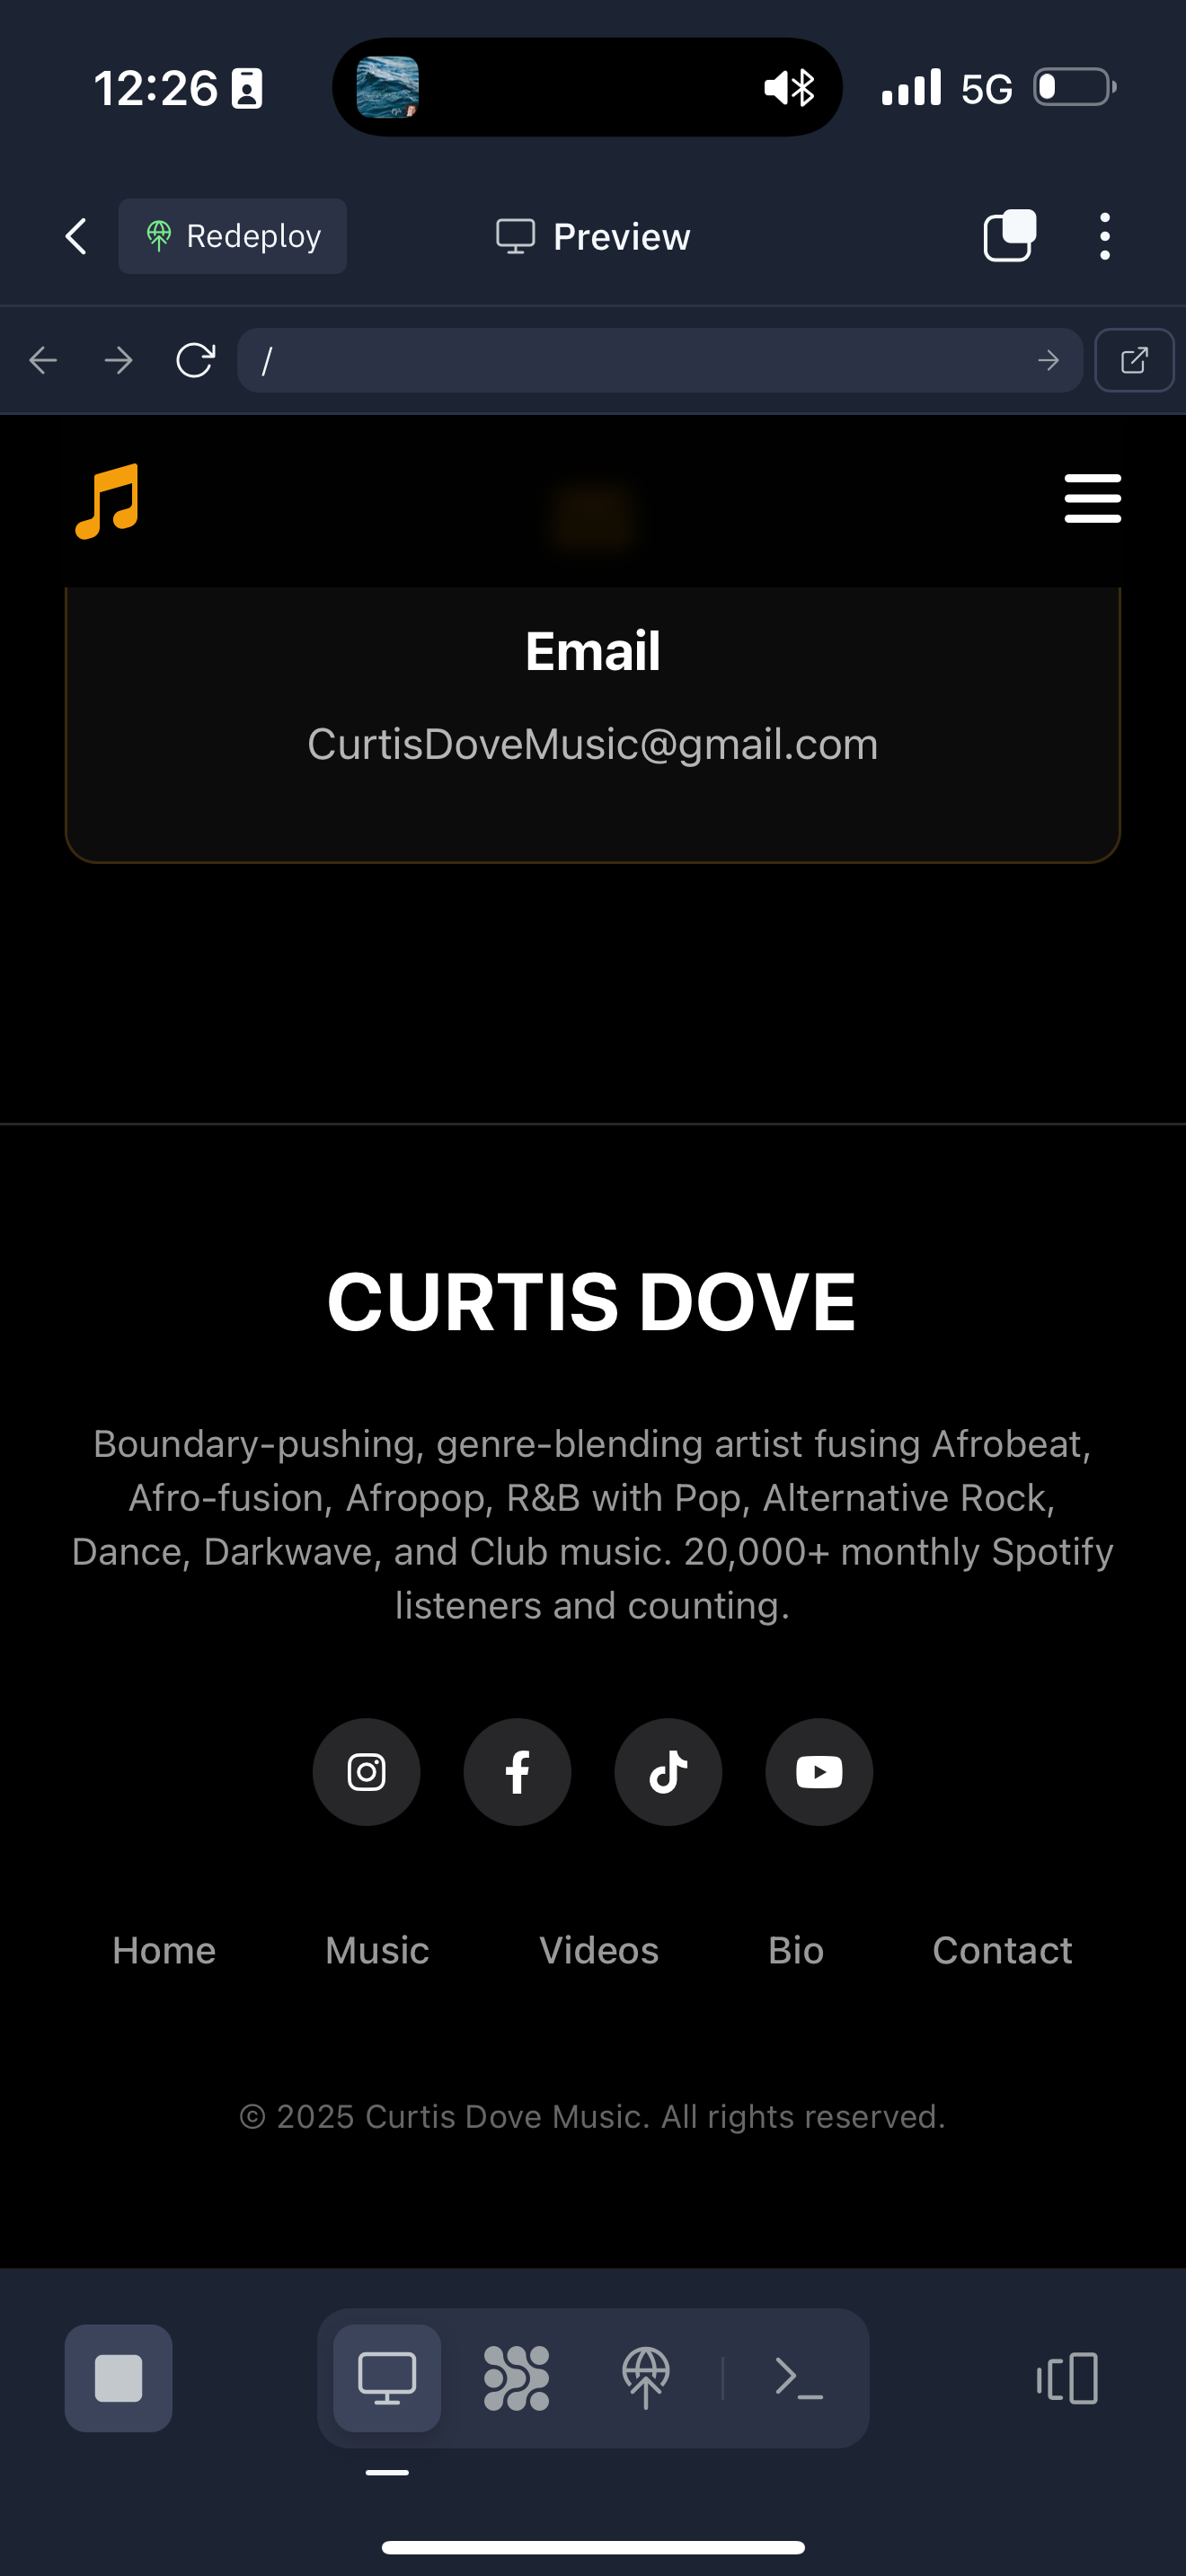 12:26
5G
Redeploy
Preview
/
Email
CurtisDoveMusic@gmail.com
CURTIS DOVE
Boundary-pushing, genre-blending artist fusing Afrobeat,
Afro-fusion, Afropop, R&B with Pop, Alternative Rock,
Dance, Darkwave, and Club music. 20,000+ monthly Spotify
listeners and counting.
Home Music Videos Bio Contact
© 2025 Curtis Dove Music. All rights reserved.